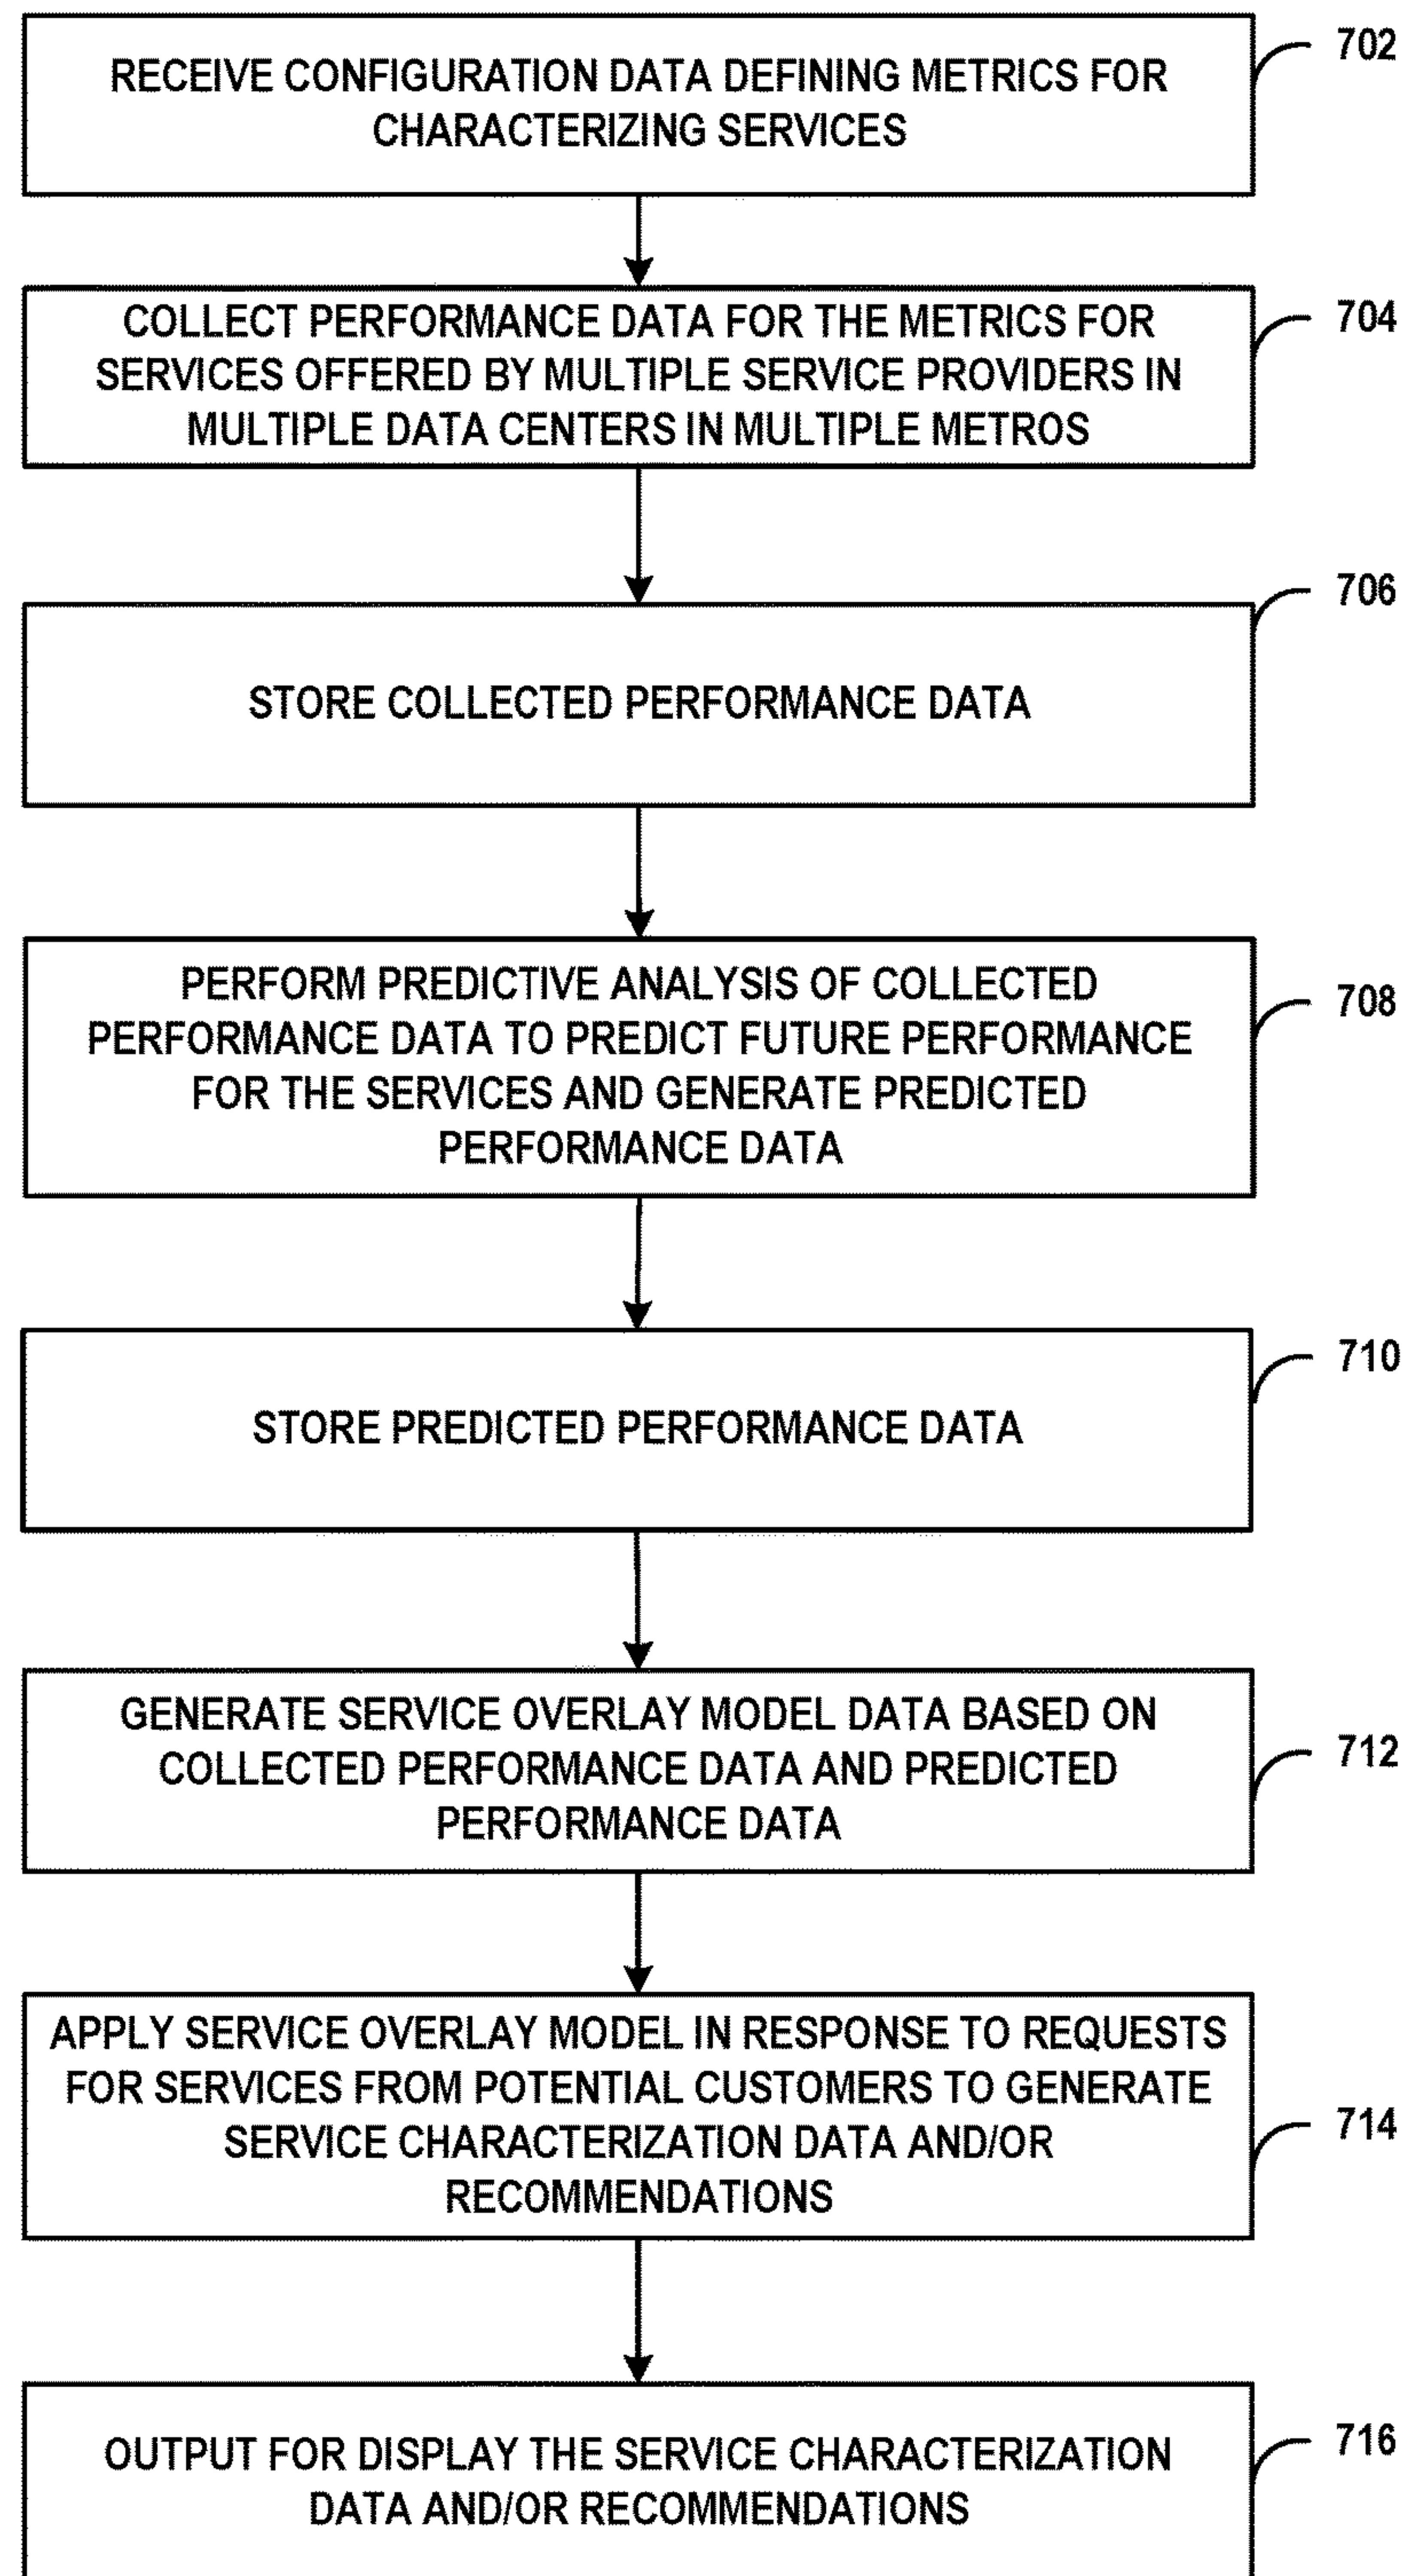 RECEIVE CONFIGURATION DATA DEFINING METRICS FOR
CHARACTERIZING SERVICES
702
COLLECT PERFORMANCE DATA FOR THE METRICS FOR
SERVICES OFFERED BY MULTIPLE SERVICE PROVIDERS IN
MULTIPLE DATA CENTERS IN MULTIPLE METROS
704
STORE COLLECTED PERFORMANCE DATA
706
PERFORM PREDICTIVE ANALYSIS OF COLLECTED
PERFORMANCE DATA TO PREDICT FUTURE PERFORMANCE
FOR THE SERVICES AND GENERATE PREDICTED
PERFORMANCE DATA
708
STORE PREDICTED PERFORMANCE DATA
710
GENERATE SERVICE OVERLAY MODEL DATA BASED ON
COLLECTED PERFORMANCE DATA AND PREDICTED
PERFORMANCE DATA
712
APPLY SERVICE OVERLAY MODEL IN RESPONSE TO REQUESTS
FOR SERVICES FROM POTENTIAL CUSTOMERS TO GENERATE
SERVICE CHARACTERIZATION DATA AND/OR
RECOMMENDATIONS
714
OUTPUT FOR DISPLAY THE SERVICE CHARACTERIZATION
DATA AND/OR RECOMMENDATIONS
716